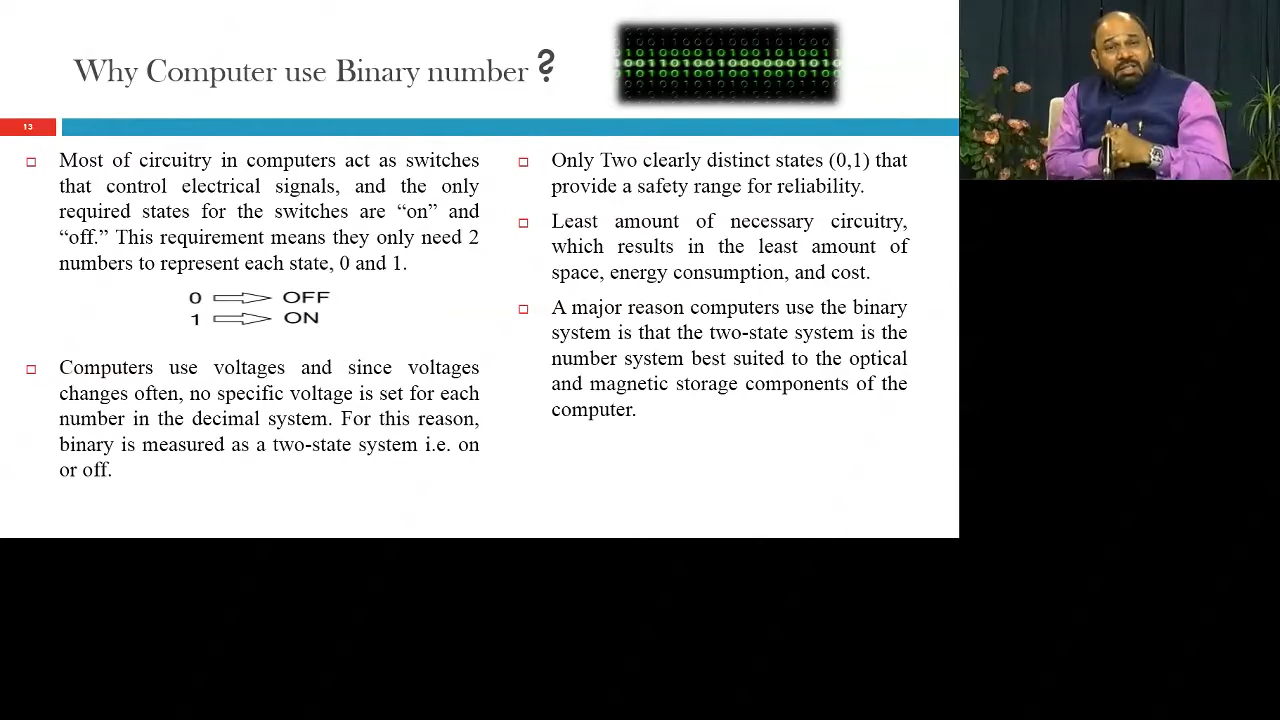 Why Computer use Binary number ?
13
Most of circuitry in computers act as switches
that control electrical signals, and the only
required states for the switches are “on” and
“off.” This requirement means they only need 2
numbers to represent each state, 0 and 1.
0 OFF
1 ON
Computers use voltages and since voltages
changes often, no specific voltage is set for each
number in the decimal system. For this reason,
binary is measured as a two-state system i.e. on
or off.
Only Two clearly distinct states (0,1) that
provide a safety range for reliability.
Least amount of necessary circuitry,
which results in the least amount of
space, energy consumption, and cost.
A major reason computers use the binary
system is that the two-state system is the
number system best suited to the optical
and magnetic storage components of the
computer.